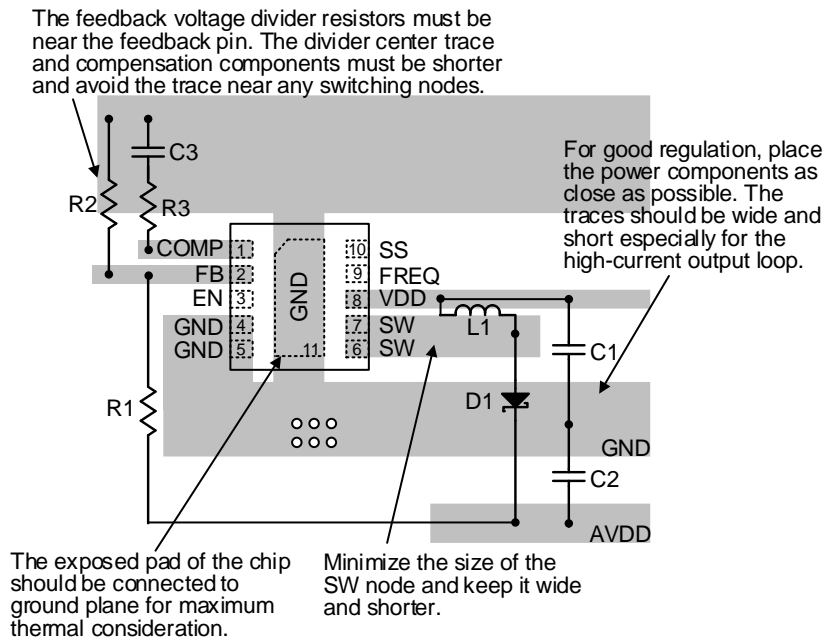 The feedback voltage divider resistors must be
near the feedback pin. The divider center trace
and compensation components must be shorter
and avoid the trace near any switching nodes.
For good regulation, place
the power components as
close as possible. The
traces should be wide and
short especially for the
high-current output loop.
C3
R2
R3
COMP 1
10 SS
FB 2
9 FREQ
EN 3
8 VDD
GND
GND 4
7 SW
L1
GND 5
11
6 SW
C1
R1
D1
GND
C2
AVDD
The exposed pad of the chip
should be connected to
ground plane for maximum
thermal consideration.
Minimize the size of the
SW node and keep it wide
and shorter.